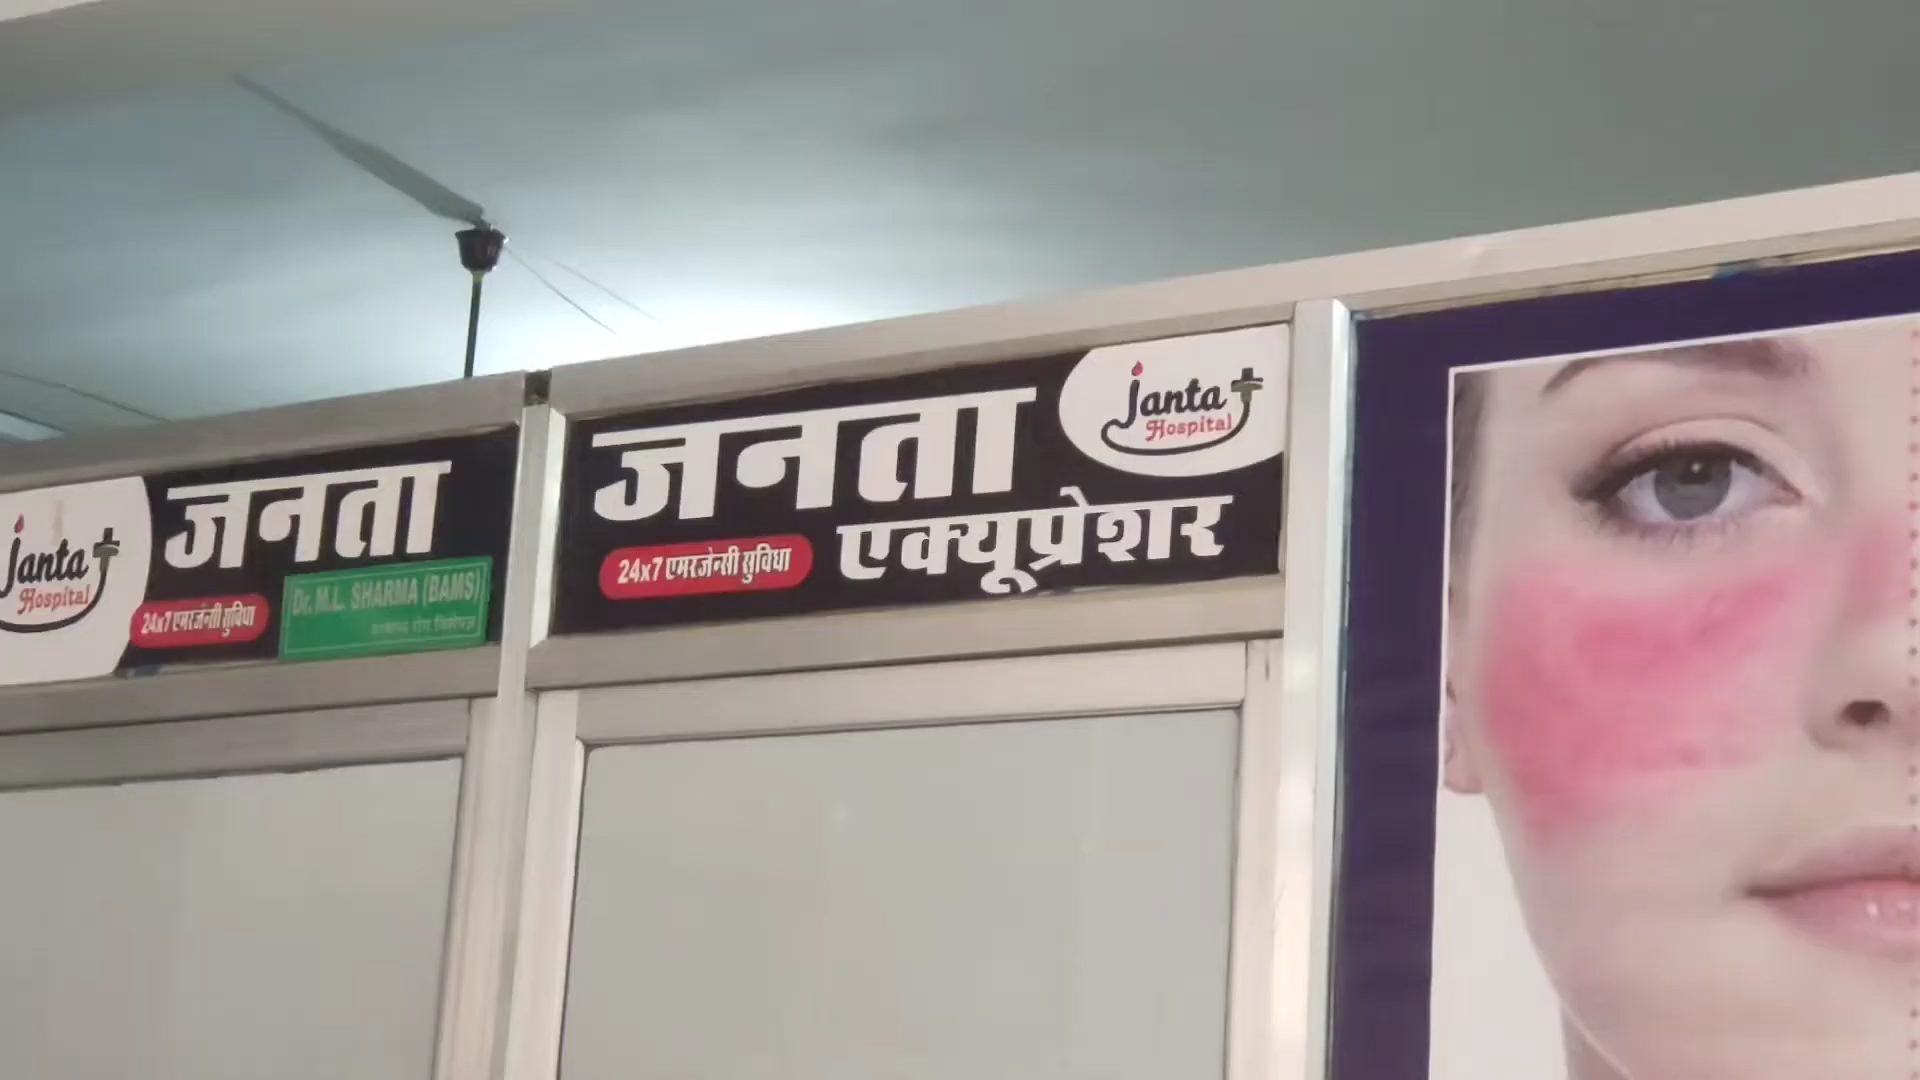 janta
Hospital
जनता
24x7 एमरजेन्सी सुविधा
Dr. M.L. SHARMA (BAMS)
जनता
janta
Hospital
24x7 एमरजेन्सी सुविधा
एक्यूप्रेशर